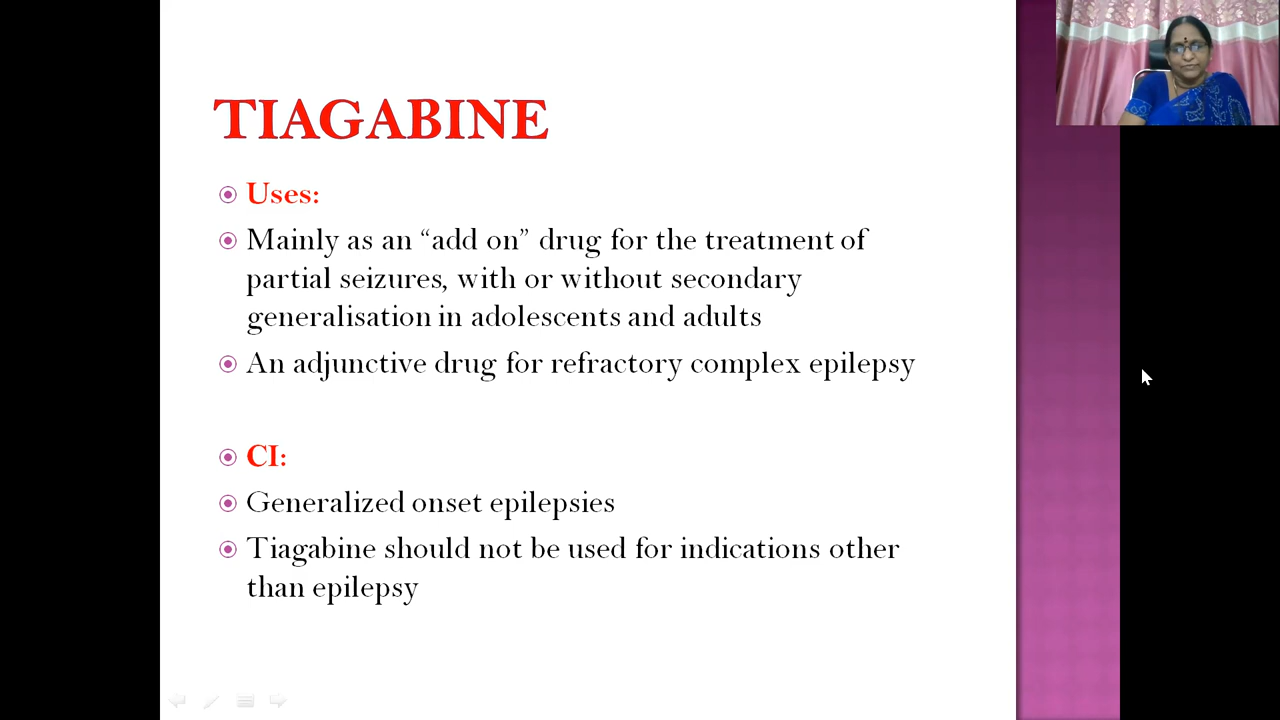 TIAGABINE
Uses:
Mainly as an “add on” drug for the treatment of
partial seizures, with or without secondary
generalisation in adolescents and adults
An adjunctive drug for refractory complex epilepsy
CI:
Generalized onset epilepsies
Tiagabine should not be used for indications other
than epilepsy